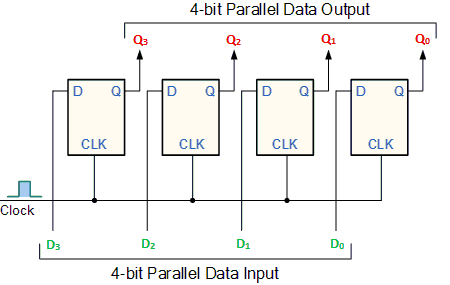 4-bit Parallel Data Output
Q3 Q2 Q1 Q0
D Q D Q D Q D Q
CLK CLK CLK CLK
Clock
D3 D2 D1 D0
4-bit Parallel Data Input